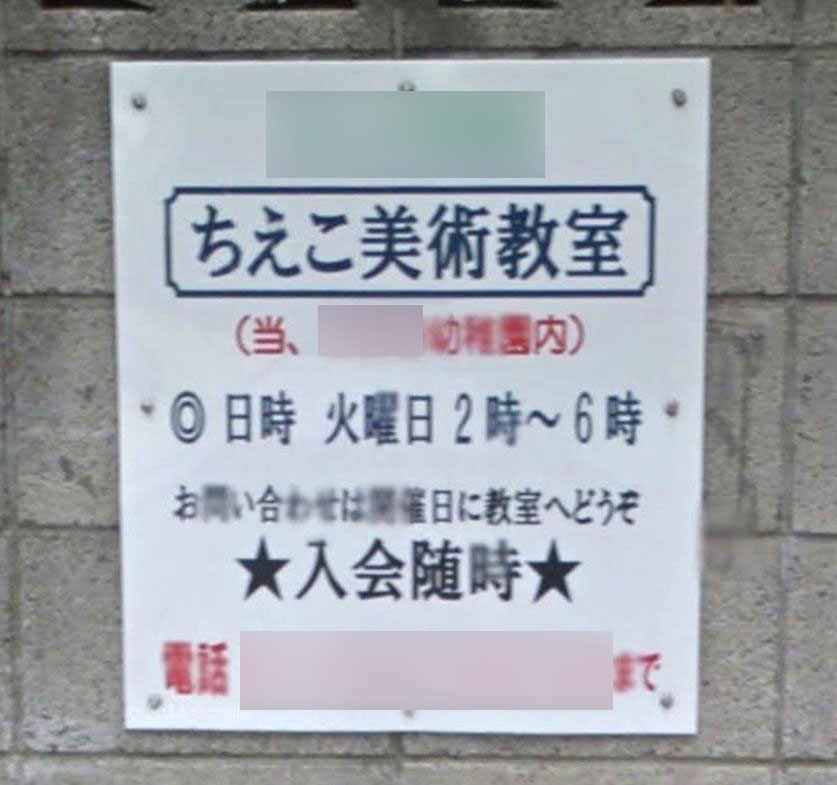 ちえこ美術教室
（当、幼稚園内）
◎日時 火曜日2時～6時
お問い合わせは開催日に教室へどうぞ
★入会随時★
電話 まで